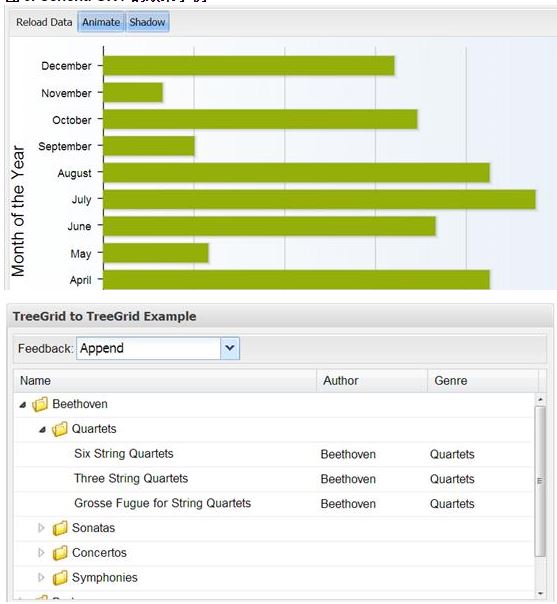 Reload Data Animate Shadow
Month of the Year
December
November
October
September
August
July
June
May
April
TreeGrid to TreeGrid Example
Feedback: Append
Name Author Genre
Beethoven
Quartets
Six String Quartets Beethoven Quartets
Three String Quartets Beethoven Quartets
Grosse Fugue for String Quartets Beethoven Quartets
Sonatas
Concertos
Symphonies